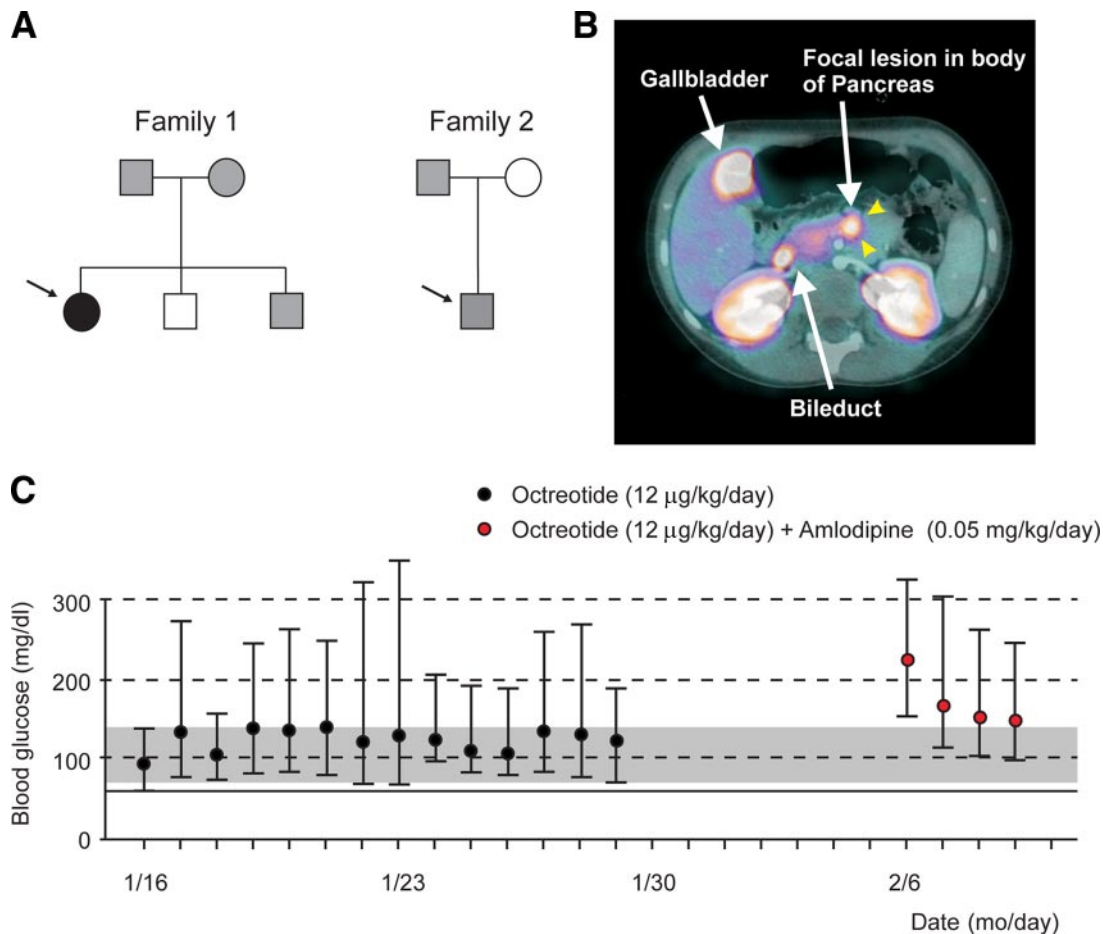 A
Family 1
Family 2
B
Gallbladder
Focal lesion in body
of Pancreas
Bileduct
C
Octreotide (12 μg/kg/day)
Octreotide (12 μg/kg/day) + Amlodipine (0.05 mg/kg/day)
Blood glucose (mg/dl)
300
200
100
0
1/16
1/23
1/30
2/6
Date (mo/day)